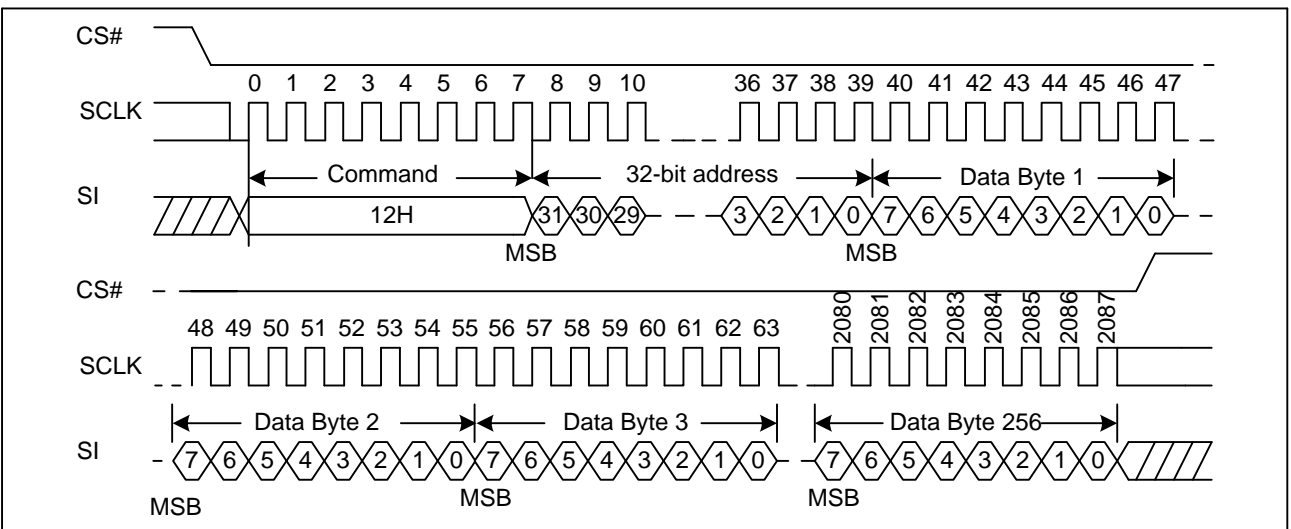 CS#
0 1 2 3 4 5 6 7 8 9 10 36 37 38 39 40 41 42 43 44 45 46 47
SCLK
Command 32-bit address Data Byte 1
SI
12H 31 30 29 3 2 1 0 7 6 5 4 3 2 1 0
MSB MSB
CS#
48 49 50 51 52 53 54 55 56 57 58 59 60 61 62 63 2080 2081 2082 2083 2084 2085 2086 2087
SCLK
Data Byte 2 Data Byte 3 Data Byte 256
SI
7 6 5 4 3 2 1 0 7 6 5 4 3 2 1 0 7 6 5 4 3 2 1 0
MSB MSB MSB